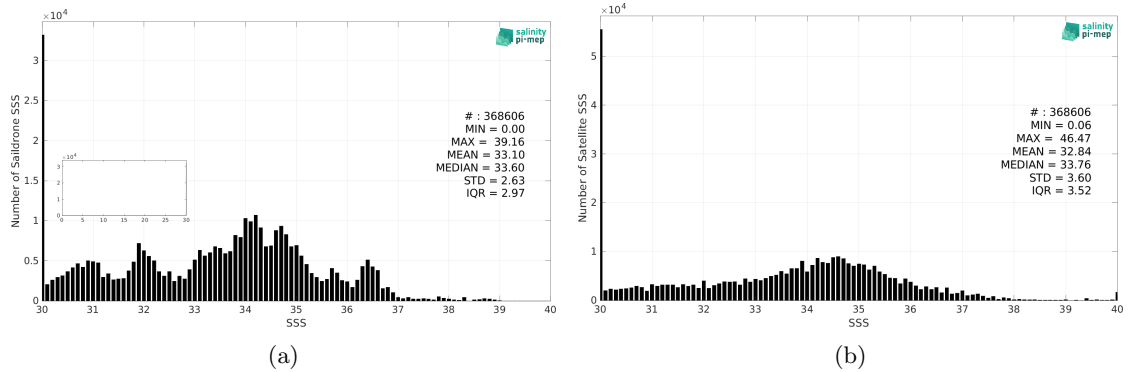 ×10^4
salinity
pi-mep
3
2.5
2
1.5
1
0.5
0
Number of Saildrone SSS
# : 368606
MIN = 0.00
MAX = 39.16
MEAN = 33.10
MEDIAN = 33.60
STD = 2.63
IQR = 2.97
×10^4
3
2
1
0
0 5 10 15 20 25 30
30 31 32 33 34 35 36 37 38 39 40
SSS
(a)
×10^4
salinity
pi-mep
5
4
3
2
1
0
Number of Satellite SSS
# : 368606
MIN = 0.06
MAX = 46.47
MEAN = 32.84
MEDIAN = 33.76
STD = 3.60
IQR = 3.52
30 31 32 33 34 35 36 37 38 39 40
SSS
(b)